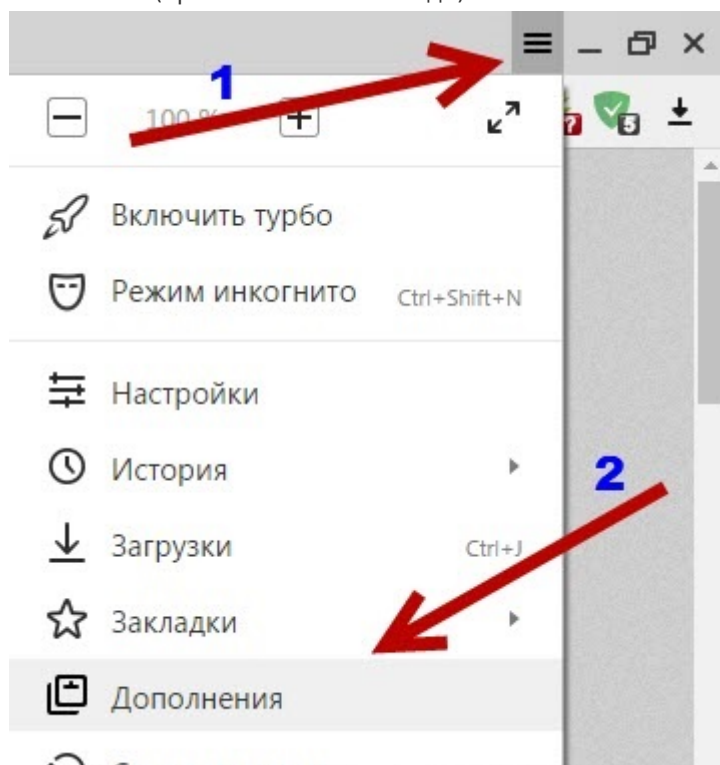 1
100 %
Включить турбо
Режим инкогнито Ctrl+Shift+N
Настройки
История
2
Загрузки Ctrl+J
Закладки
Дополнения